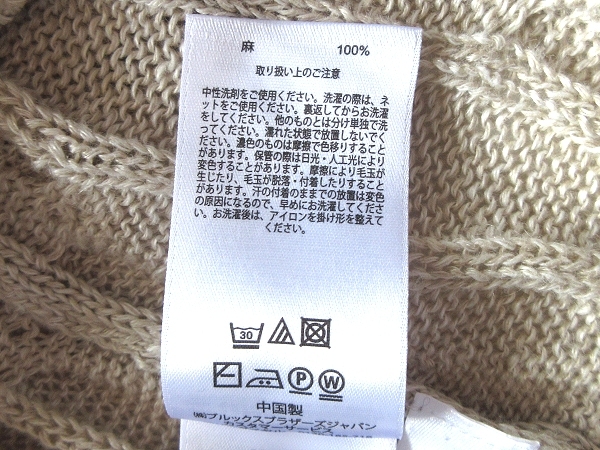 麻 100%
取り扱い上のご注意
中性洗剤をご使用ください。洗濯の際は、ネ
ットをご使用ください。裏返してからお洗濯
をしてください。他のものとは分け単独で洗
ってください。濡れた状態で放置しないでく
ださい。濃色のものは摩擦で色移りすること
があります。保管の際は日光・人工光により
変色することがあります。摩擦により毛玉が
生じたり、毛玉が脱落・付着したりすること
があります。汗の付着のままでの放置は変色
の原因になるので、早めにお洗濯してくださ
い。お洗濯後は、アイロンを掛け形を整えて
ください。
30
P W
中国製
㈱ブルックスブラザーズジャパン
カスタマーサービス